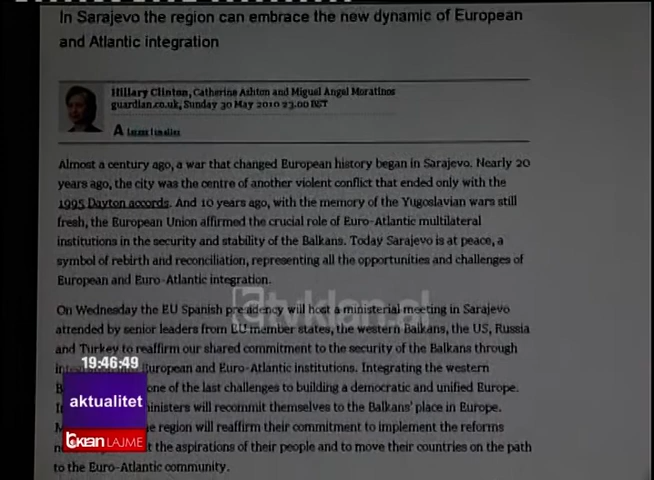 In Sarajevo the region can embrace the new dynamic of European
and Atlantic integration
Hillary Clinton, Catherine Ashton and Miguel Angel Moratinos
guardian.co.uk, Sunday 30 May 2010 23.00 BST
A Larger | smaller
Almost a century ago, a war that changed European history began in Sarajevo. Nearly 20
years ago, the city was the centre of another violent conflict that ended only with the
1995 Dayton accords. And 10 years ago, with the memory of the Yugoslavian wars still
fresh, the European Union affirmed the crucial role of Euro-Atlantic multilateral
institutions in the security and stability of the Balkans. Today Sarajevo is at peace, a
symbol of rebirth and reconciliation, representing all the opportunities and challenges of
European and Euro-Atlantic integration.
On Wednesday the EU Spanish presidency will host a ministerial meeting in Sarajevo
attended by senior leaders from EU member states, the western Balkans, the US, Russia
and Turkey to reaffirm our shared commitment to the security of the Balkans through
European and Euro-Atlantic institutions. Integrating the western
one of the last challenges to building a democratic and unified Europe.
ministers will recommit themselves to the Balkans' place in Europe.
region will reaffirm their commitment to implement the reforms
the aspirations of their people and to move their countries on the path
to the Euro-Atlantic community.
tvklan.al
19:46:49
aktualitet
klan LAJME